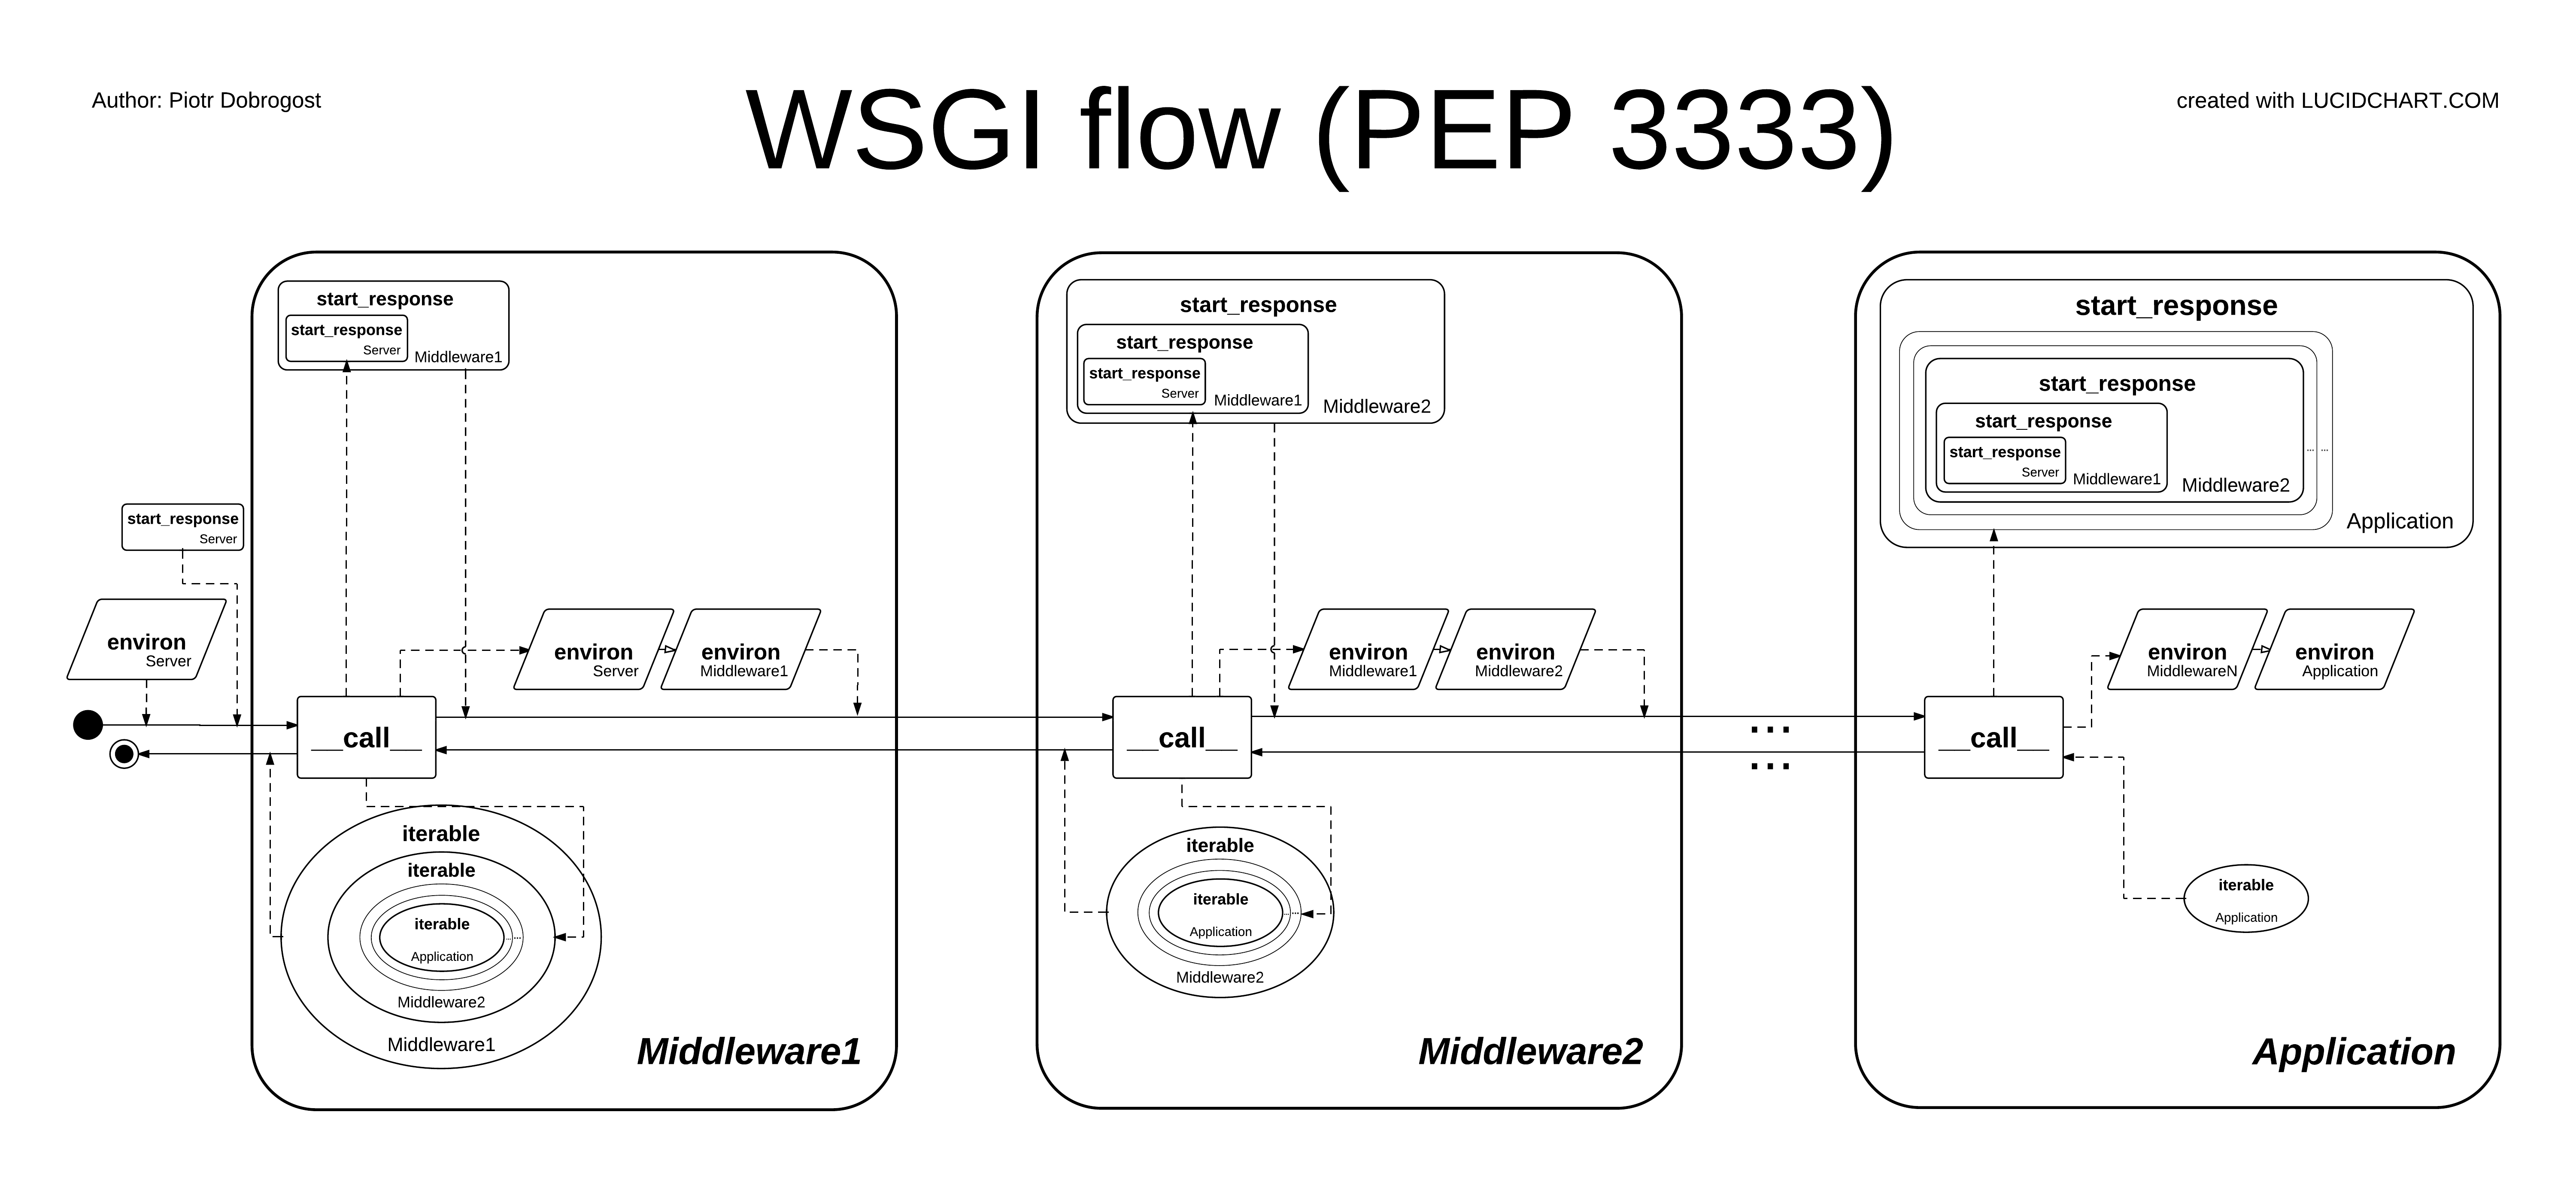 Author: Piotr Dobrogost
WSGI flow (PEP 3333)
created with LUCIDCHART.COM
start_response
Server
environ
Server
start_response
start_response
Server
Middleware1
environ
Server
environ
Middleware1
__call__
iterable
iterable
iterable
... ...
Application
Middleware2
Middleware1
Middleware1
start_response
start_response
start_response
Server
Middleware1
Middleware2
environ
Middleware1
environ
Middleware2
__call__
iterable
iterable
... ...
Application
Middleware2
Middleware2
...
...
start_response
start_response
start_response
start_response
Server
Middleware1
Middleware2
... ...
Application
environ
MiddlewareN
environ
Application
__call__
iterable
Application
Application